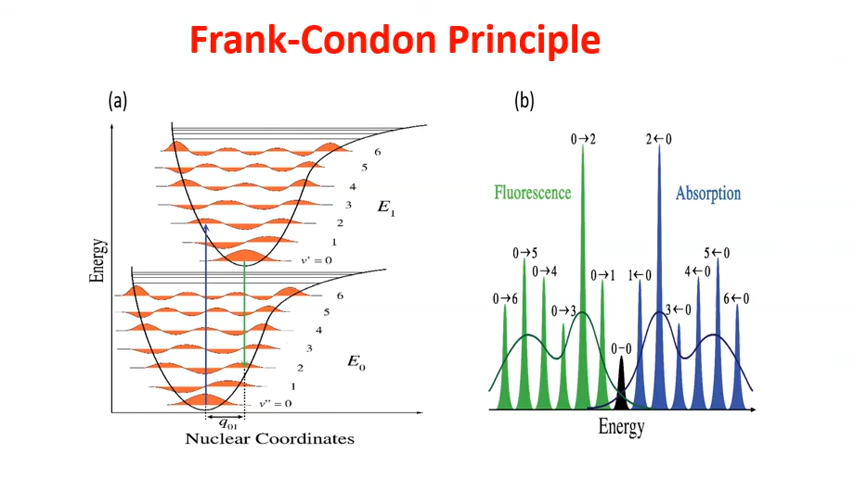 Frank-Condon Principle
(a)
6
5
4
3
2
1
v' = 0
E1
Energy
6
5
4
3
2
1
v'' = 0
E0
q01
Nuclear Coordinates
(b)
0→2
2←0
Fluorescence
Absorption
0→5
5←0
0→4
0→1
1←0
4←0
0→6
6←0
0→3
3←0
0-0
Energy